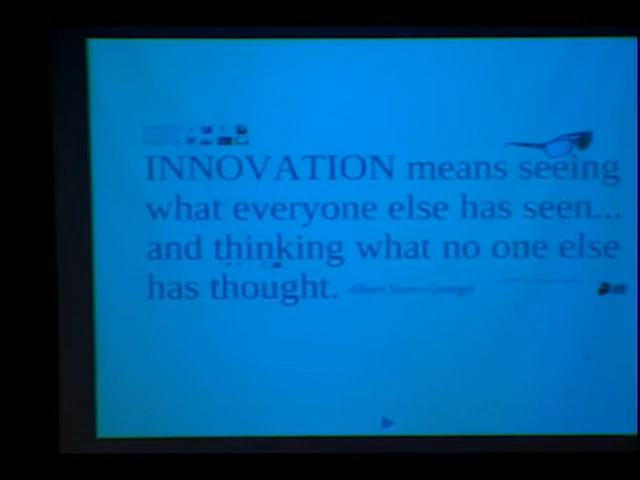 INNOVATION means seeing
what everyone else has seen...
and thinking what no one else
has thought.